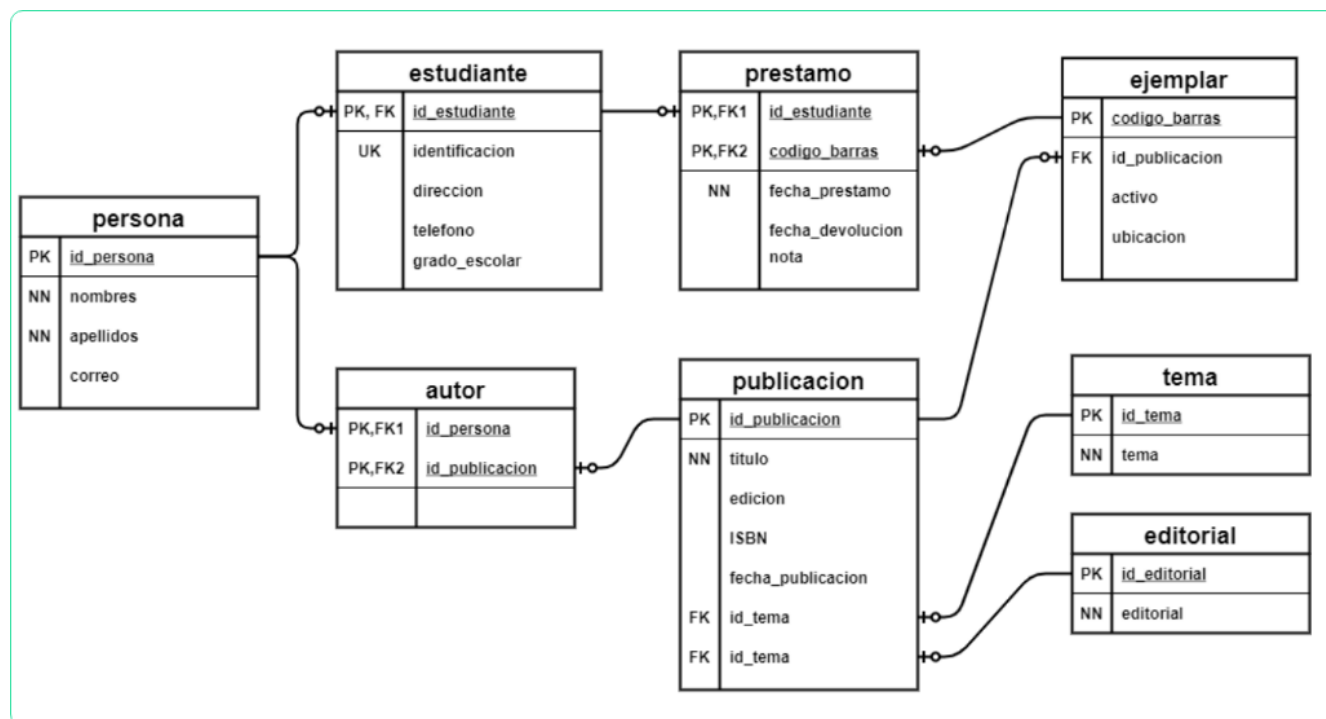 persona
PK id_persona
NN nombres
NN apellidos
correo
estudiante
PK, FK id_estudiante
UK identificacion
direccion
telefono
grado_escolar
autor
PK,FK1 id_persona
PK,FK2 id_publicacion
prestamo
PK,FK1 id_estudiante
PK,FK2 codigo_barras
NN fecha_prestamo
fecha_devolucion
nota
publicacion
PK id_publicacion
NN titulo
edicion
ISBN
fecha_publicacion
FK id_tema
FK id_tema
ejemplar
PK codigo_barras
FK id_publicacion
activo
ubicacion
tema
PK id_tema
NN tema
editorial
PK id_editorial
NN editorial